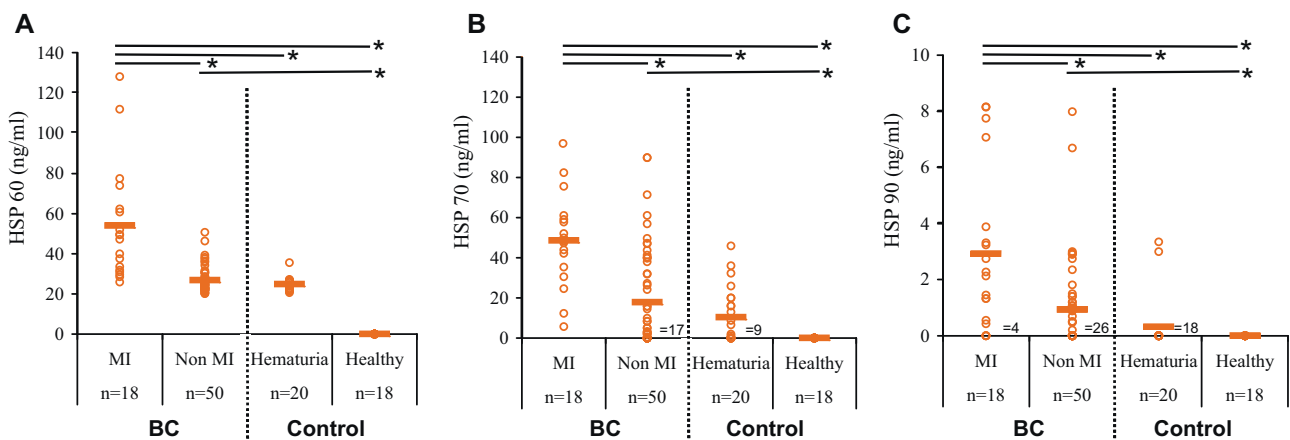 A
HSP 60 (ng/ml)
140
120
100
80
60
40
20
0
* * * *
MI Non MI Hematuria Healthy
n=18 n=50 n=20 n=18
BC Control
B
HSP 70 (ng/ml)
140
120
100
80
60
40
20
0
* * * *
=17 =9
MI Non MI Hematuria Healthy
n=18 n=50 n=20 n=18
BC Control
C
HSP 90 (ng/ml)
10
8
6
4
2
0
* * * *
=4 =26 =18
MI Non MI Hematuria Healthy
n=18 n=50 n=20 n=18
BC Control